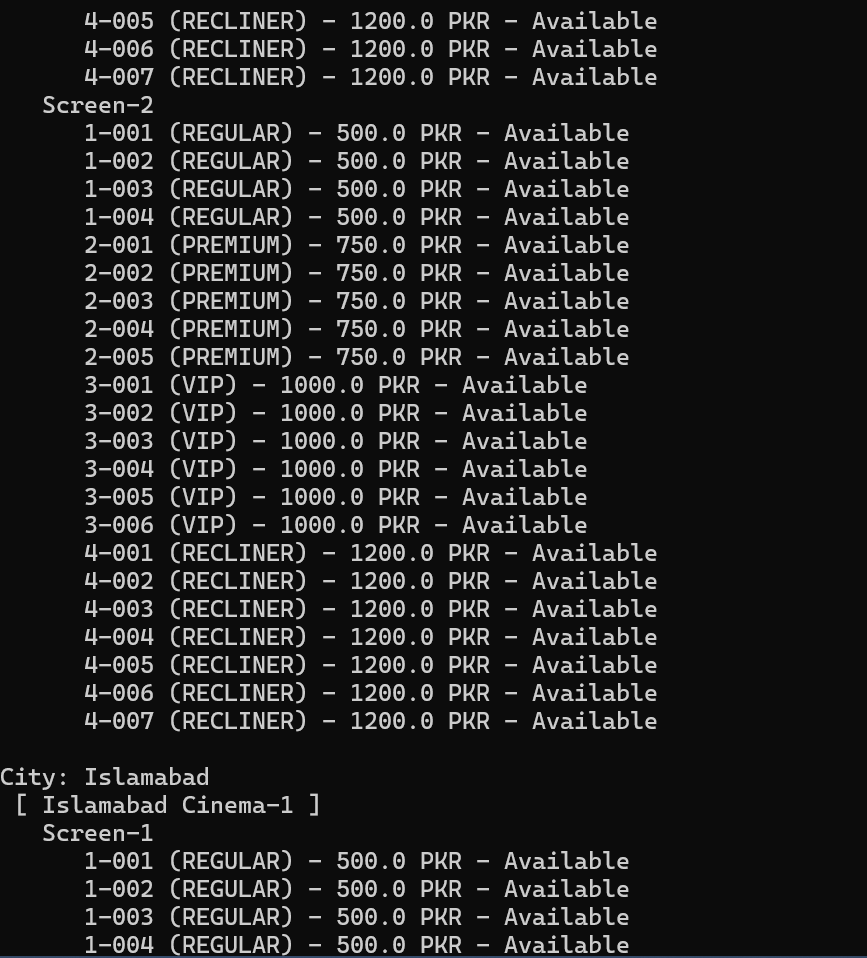 4-005 (RECLINER) - 1200.0 PKR - Available
4-006 (RECLINER) - 1200.0 PKR - Available
4-007 (RECLINER) - 1200.0 PKR - Available
Screen-2
1-001 (REGULAR) - 500.0 PKR - Available
1-002 (REGULAR) - 500.0 PKR - Available
1-003 (REGULAR) - 500.0 PKR - Available
1-004 (REGULAR) - 500.0 PKR - Available
2-001 (PREMIUM) - 750.0 PKR - Available
2-002 (PREMIUM) - 750.0 PKR - Available
2-003 (PREMIUM) - 750.0 PKR - Available
2-004 (PREMIUM) - 750.0 PKR - Available
2-005 (PREMIUM) - 750.0 PKR - Available
3-001 (VIP) - 1000.0 PKR - Available
3-002 (VIP) - 1000.0 PKR - Available
3-003 (VIP) - 1000.0 PKR - Available
3-004 (VIP) - 1000.0 PKR - Available
3-005 (VIP) - 1000.0 PKR - Available
3-006 (VIP) - 1000.0 PKR - Available
4-001 (RECLINER) - 1200.0 PKR - Available
4-002 (RECLINER) - 1200.0 PKR - Available
4-003 (RECLINER) - 1200.0 PKR - Available
4-004 (RECLINER) - 1200.0 PKR - Available
4-005 (RECLINER) - 1200.0 PKR - Available
4-006 (RECLINER) - 1200.0 PKR - Available
4-007 (RECLINER) - 1200.0 PKR - Available
City: Islamabad
[ Islamabad Cinema-1 ]
Screen-1
1-001 (REGULAR) - 500.0 PKR - Available
1-002 (REGULAR) - 500.0 PKR - Available
1-003 (REGULAR) - 500.0 PKR - Available
1-004 (REGULAR) - 500.0 PKR - Available